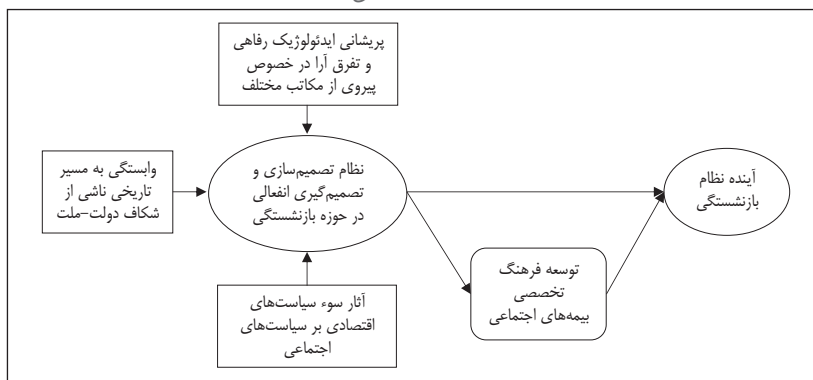 پریشانی ایدئولوژیک رفاهی
و تفرق آرا در خصوص
پیروی از مکاتب مختلف
وابستگی به مسیر
تاریخی ناشی از
شکاف دولت–ملت
نظام تصمیم‌سازی و
تصمیم‌گیری انفعالی
در حوزه بازنشستگی
آینده نظام
بازنشستگی
توسعه فرهنگ
تخصصی
بیمه‌های اجتماعی
آثار سوء سیاست‌های
اقتصادی بر سیاست‌های
اجتماعی